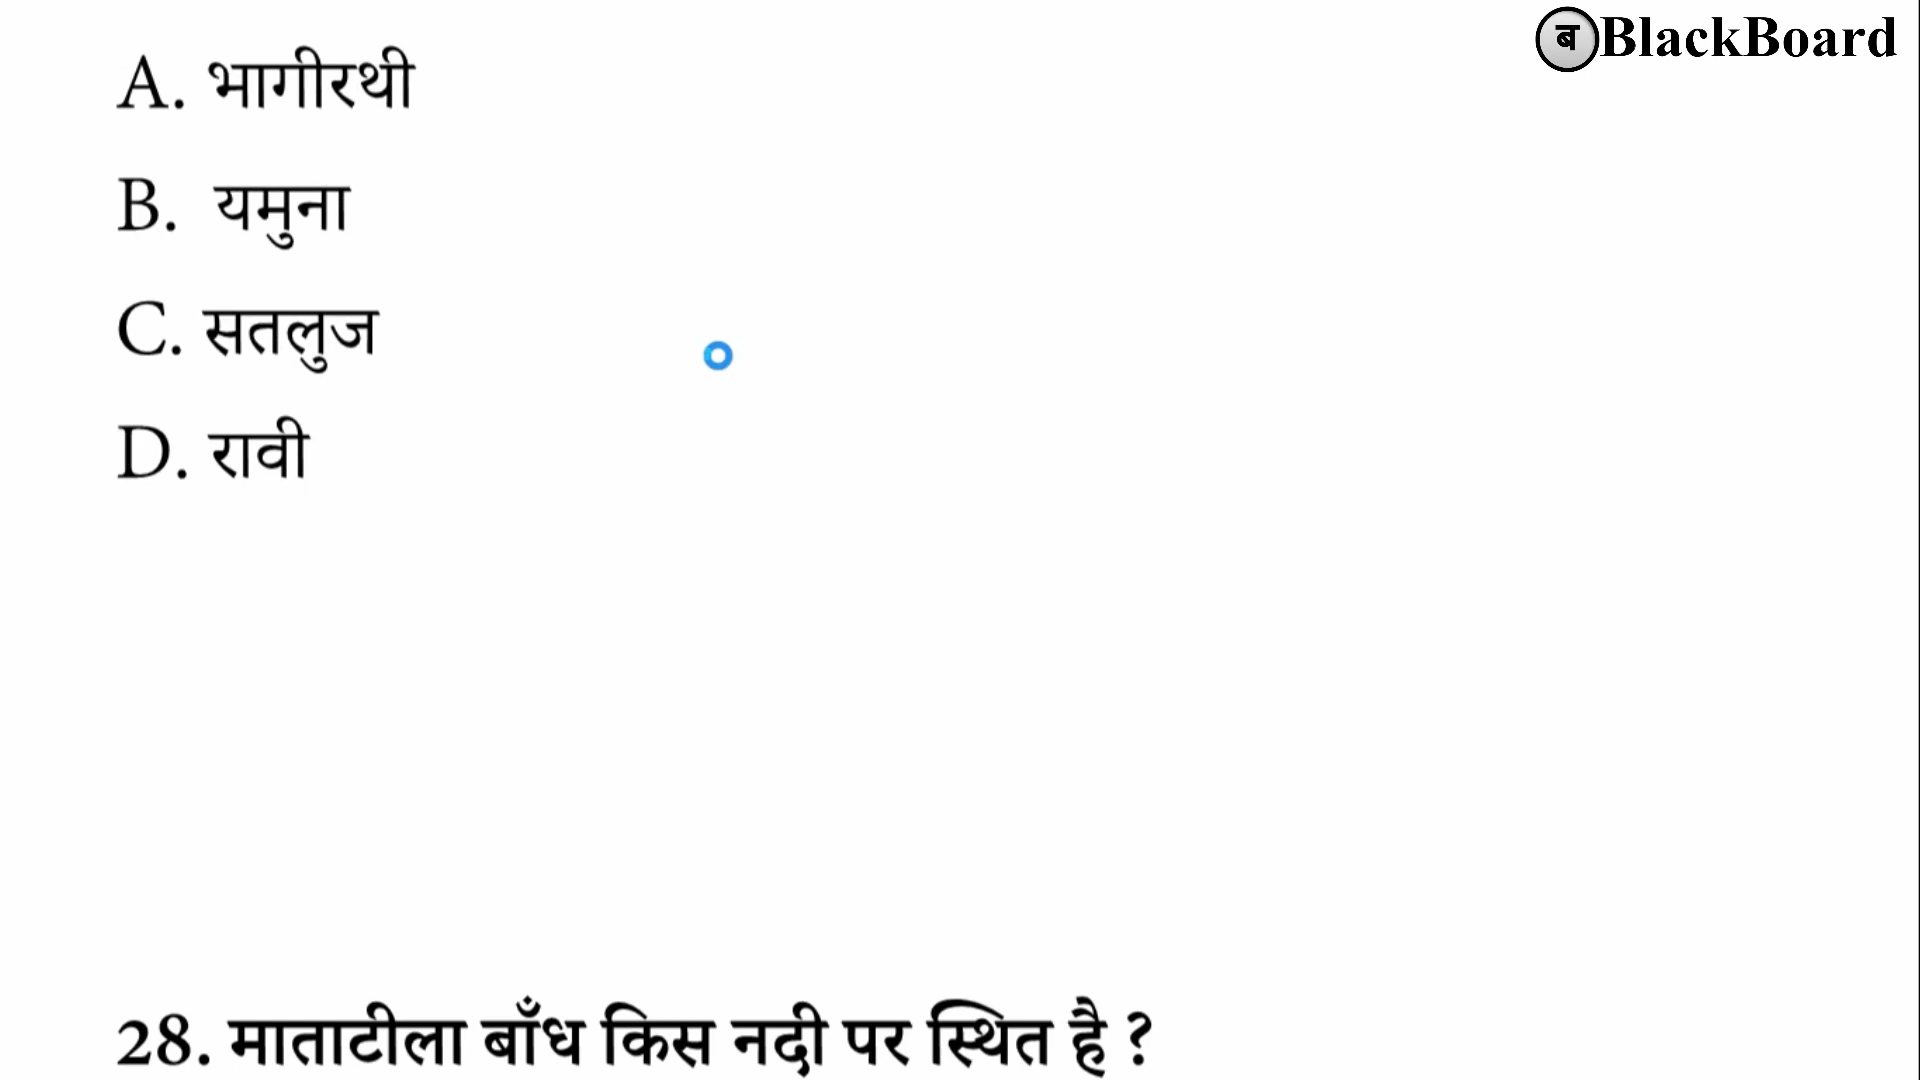 ब BlackBoard
A. भागीरथी
B. यमुना
C. सतलुज
D. रावी
28. माताटीला बाँध किस नदी पर स्थित है ?